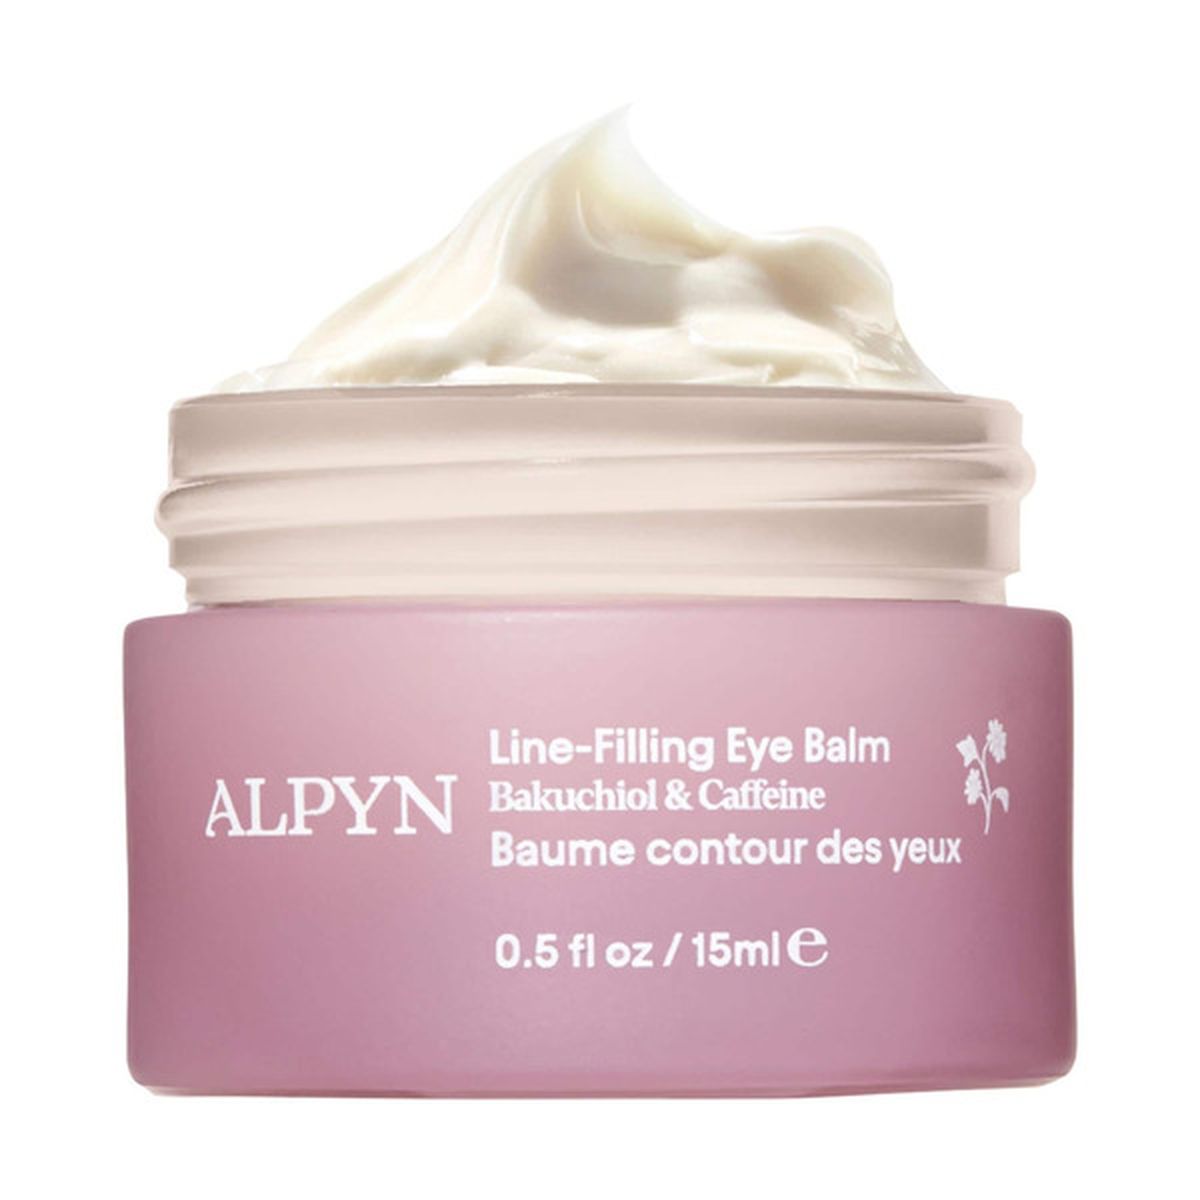 ALPYN
Line-Filling Eye Balm
Bakuchiol & Caffeine
Baume contour des yeux
0.5 fl oz / 15ml e